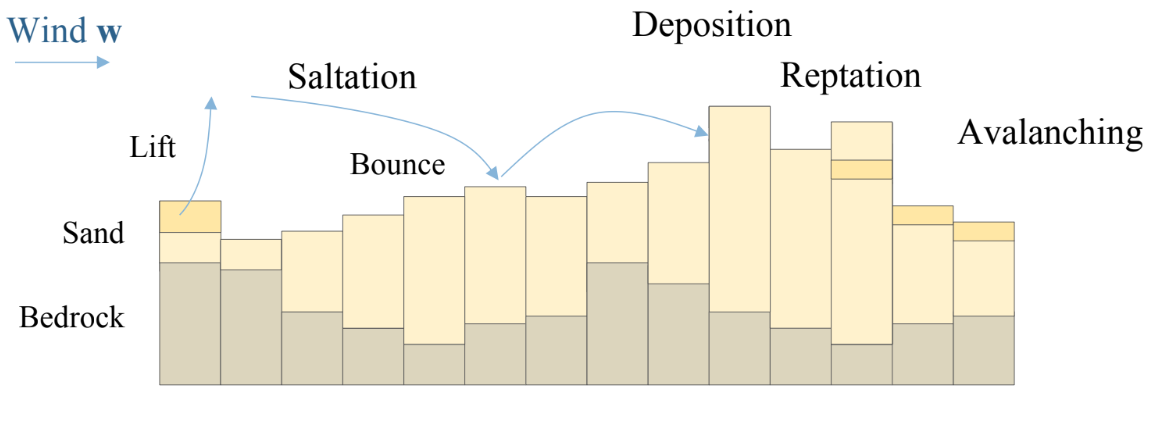 Wind w
Deposition
Saltation
Reptation
Lift
Avalanching
Bounce
Sand
Bedrock